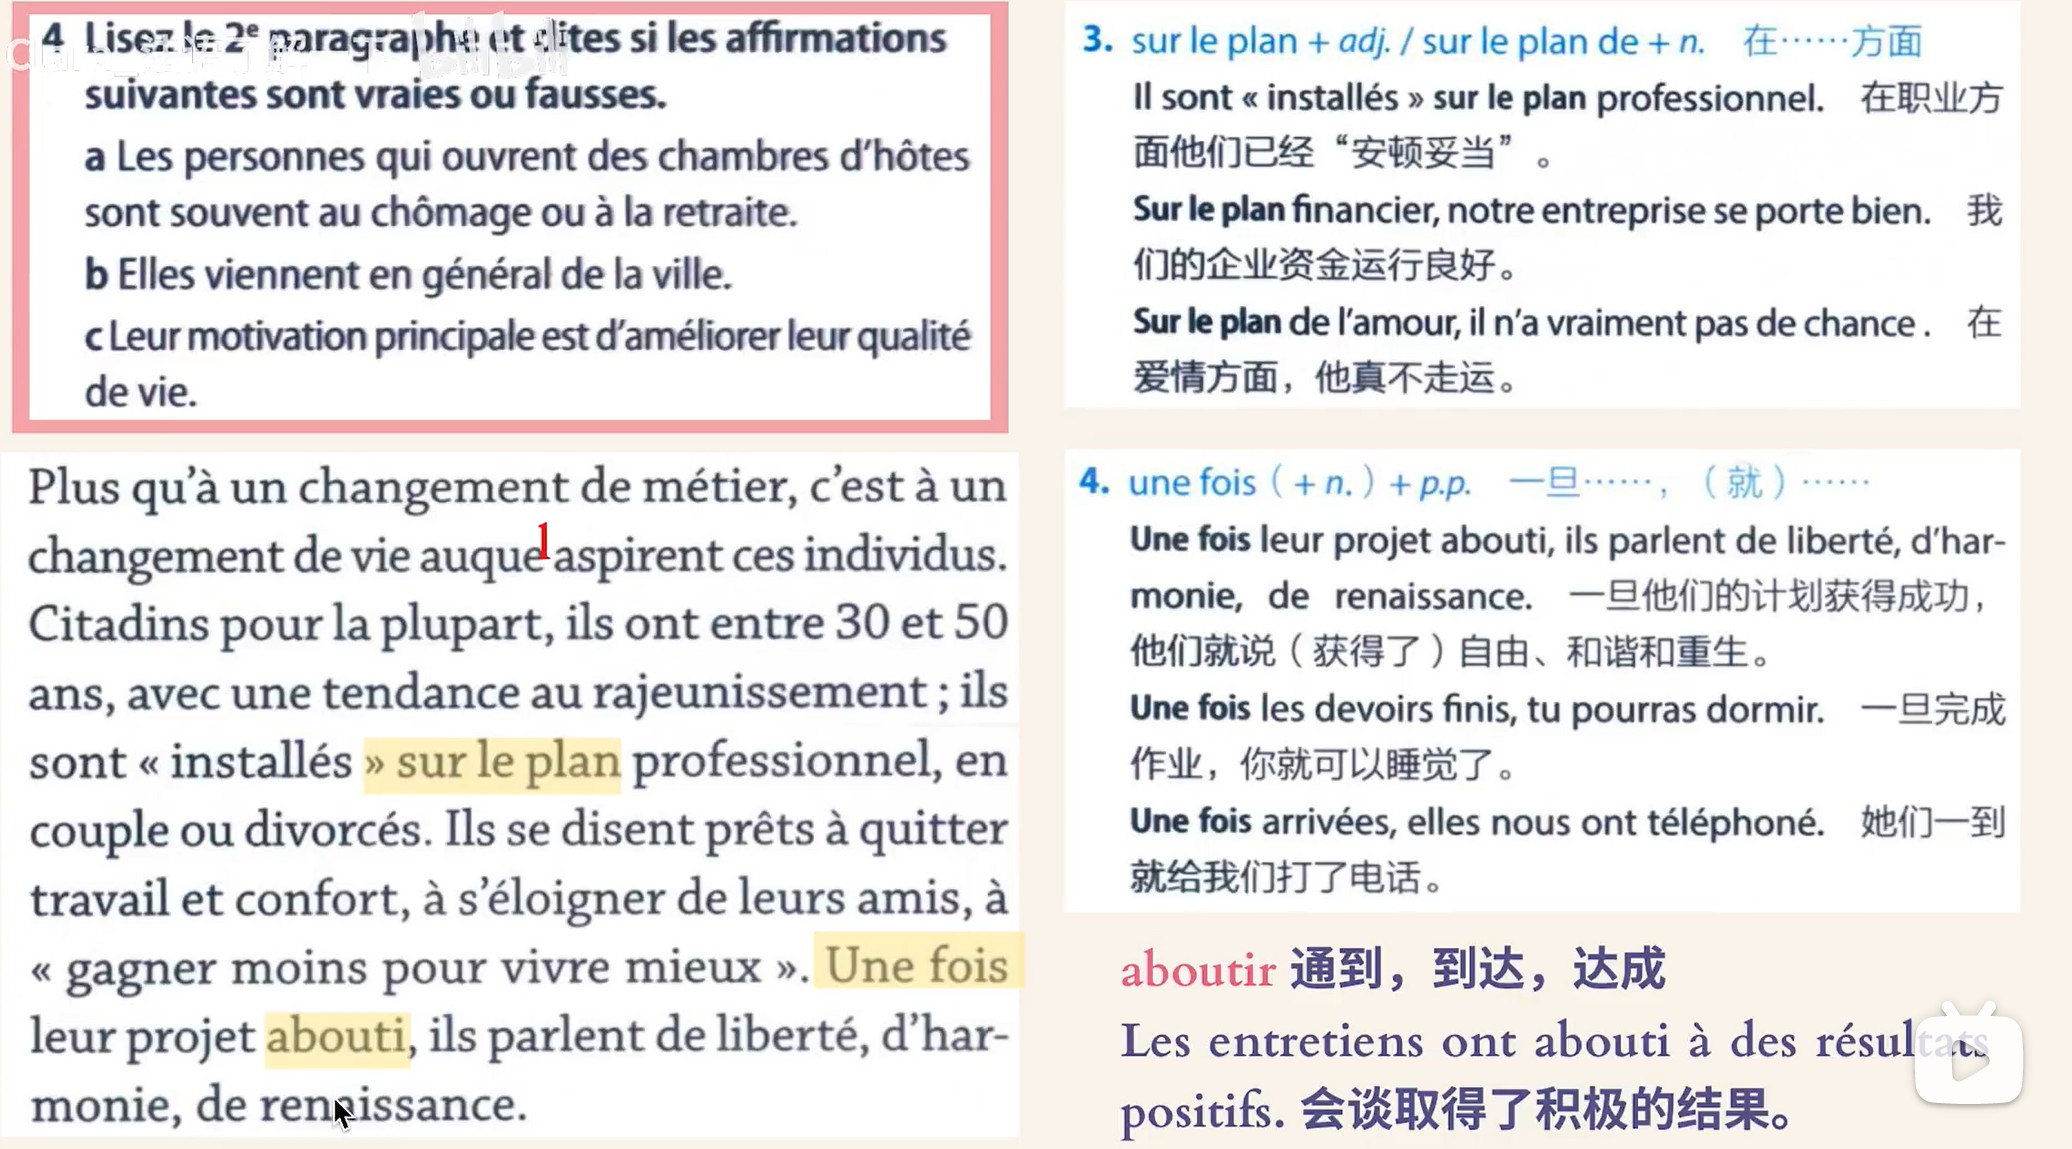 4 Lisez le 2e paragraphe et dites si les affirmations
suivantes sont vraies ou fausses.
a Les personnes qui ouvrent des chambres d'hôtes
sont souvent au chômage ou à la retraite.
b Elles viennent en général de la ville.
c Leur motivation principale est d'améliorer leur qualité
de vie.
Plus qu'à un changement de métier, c'est à un
changement de vie auquel aspirent ces individus.
Citadins pour la plupart, ils ont entre 30 et 50
ans, avec une tendance au rajeunissement ; ils
sont « installés » sur le plan professionnel, en
couple ou divorcés. Ils se disent prêts à quitter
travail et confort, à s'éloigner de leurs amis, à
« gagner moins pour vivre mieux ». Une fois
leur projet abouti, ils parlent de liberté, d'har-
monie, de renaissance.
3. sur le plan + adj. / sur le plan de + n. 在……方面
Il sont « installés » sur le plan professionnel. 在职业方
面他们已经“安顿妥当”。
Sur le plan financier, notre entreprise se porte bien. 我
们的企业资金运行良好。
Sur le plan de l'amour, il n'a vraiment pas de chance . 在
爱情方面，他真不走运。
4. une fois（+ n.）+ p.p. 一旦……，（就）……
Une fois leur projet abouti, ils parlent de liberté, d'har-
monie, de renaissance. 一旦他们的计划获得成功，
他们就说（获得了）自由、和谐和重生。
Une fois les devoirs finis, tu pourras dormir. 一旦完成
作业，你就可以睡觉了。
Une fois arrivées, elles nous ont téléphoné. 她们一到
就给我们打了电话。
aboutir 通到，到达，达成
Les entretiens ont abouti à des résultats
positifs. 会谈取得了积极的结果。